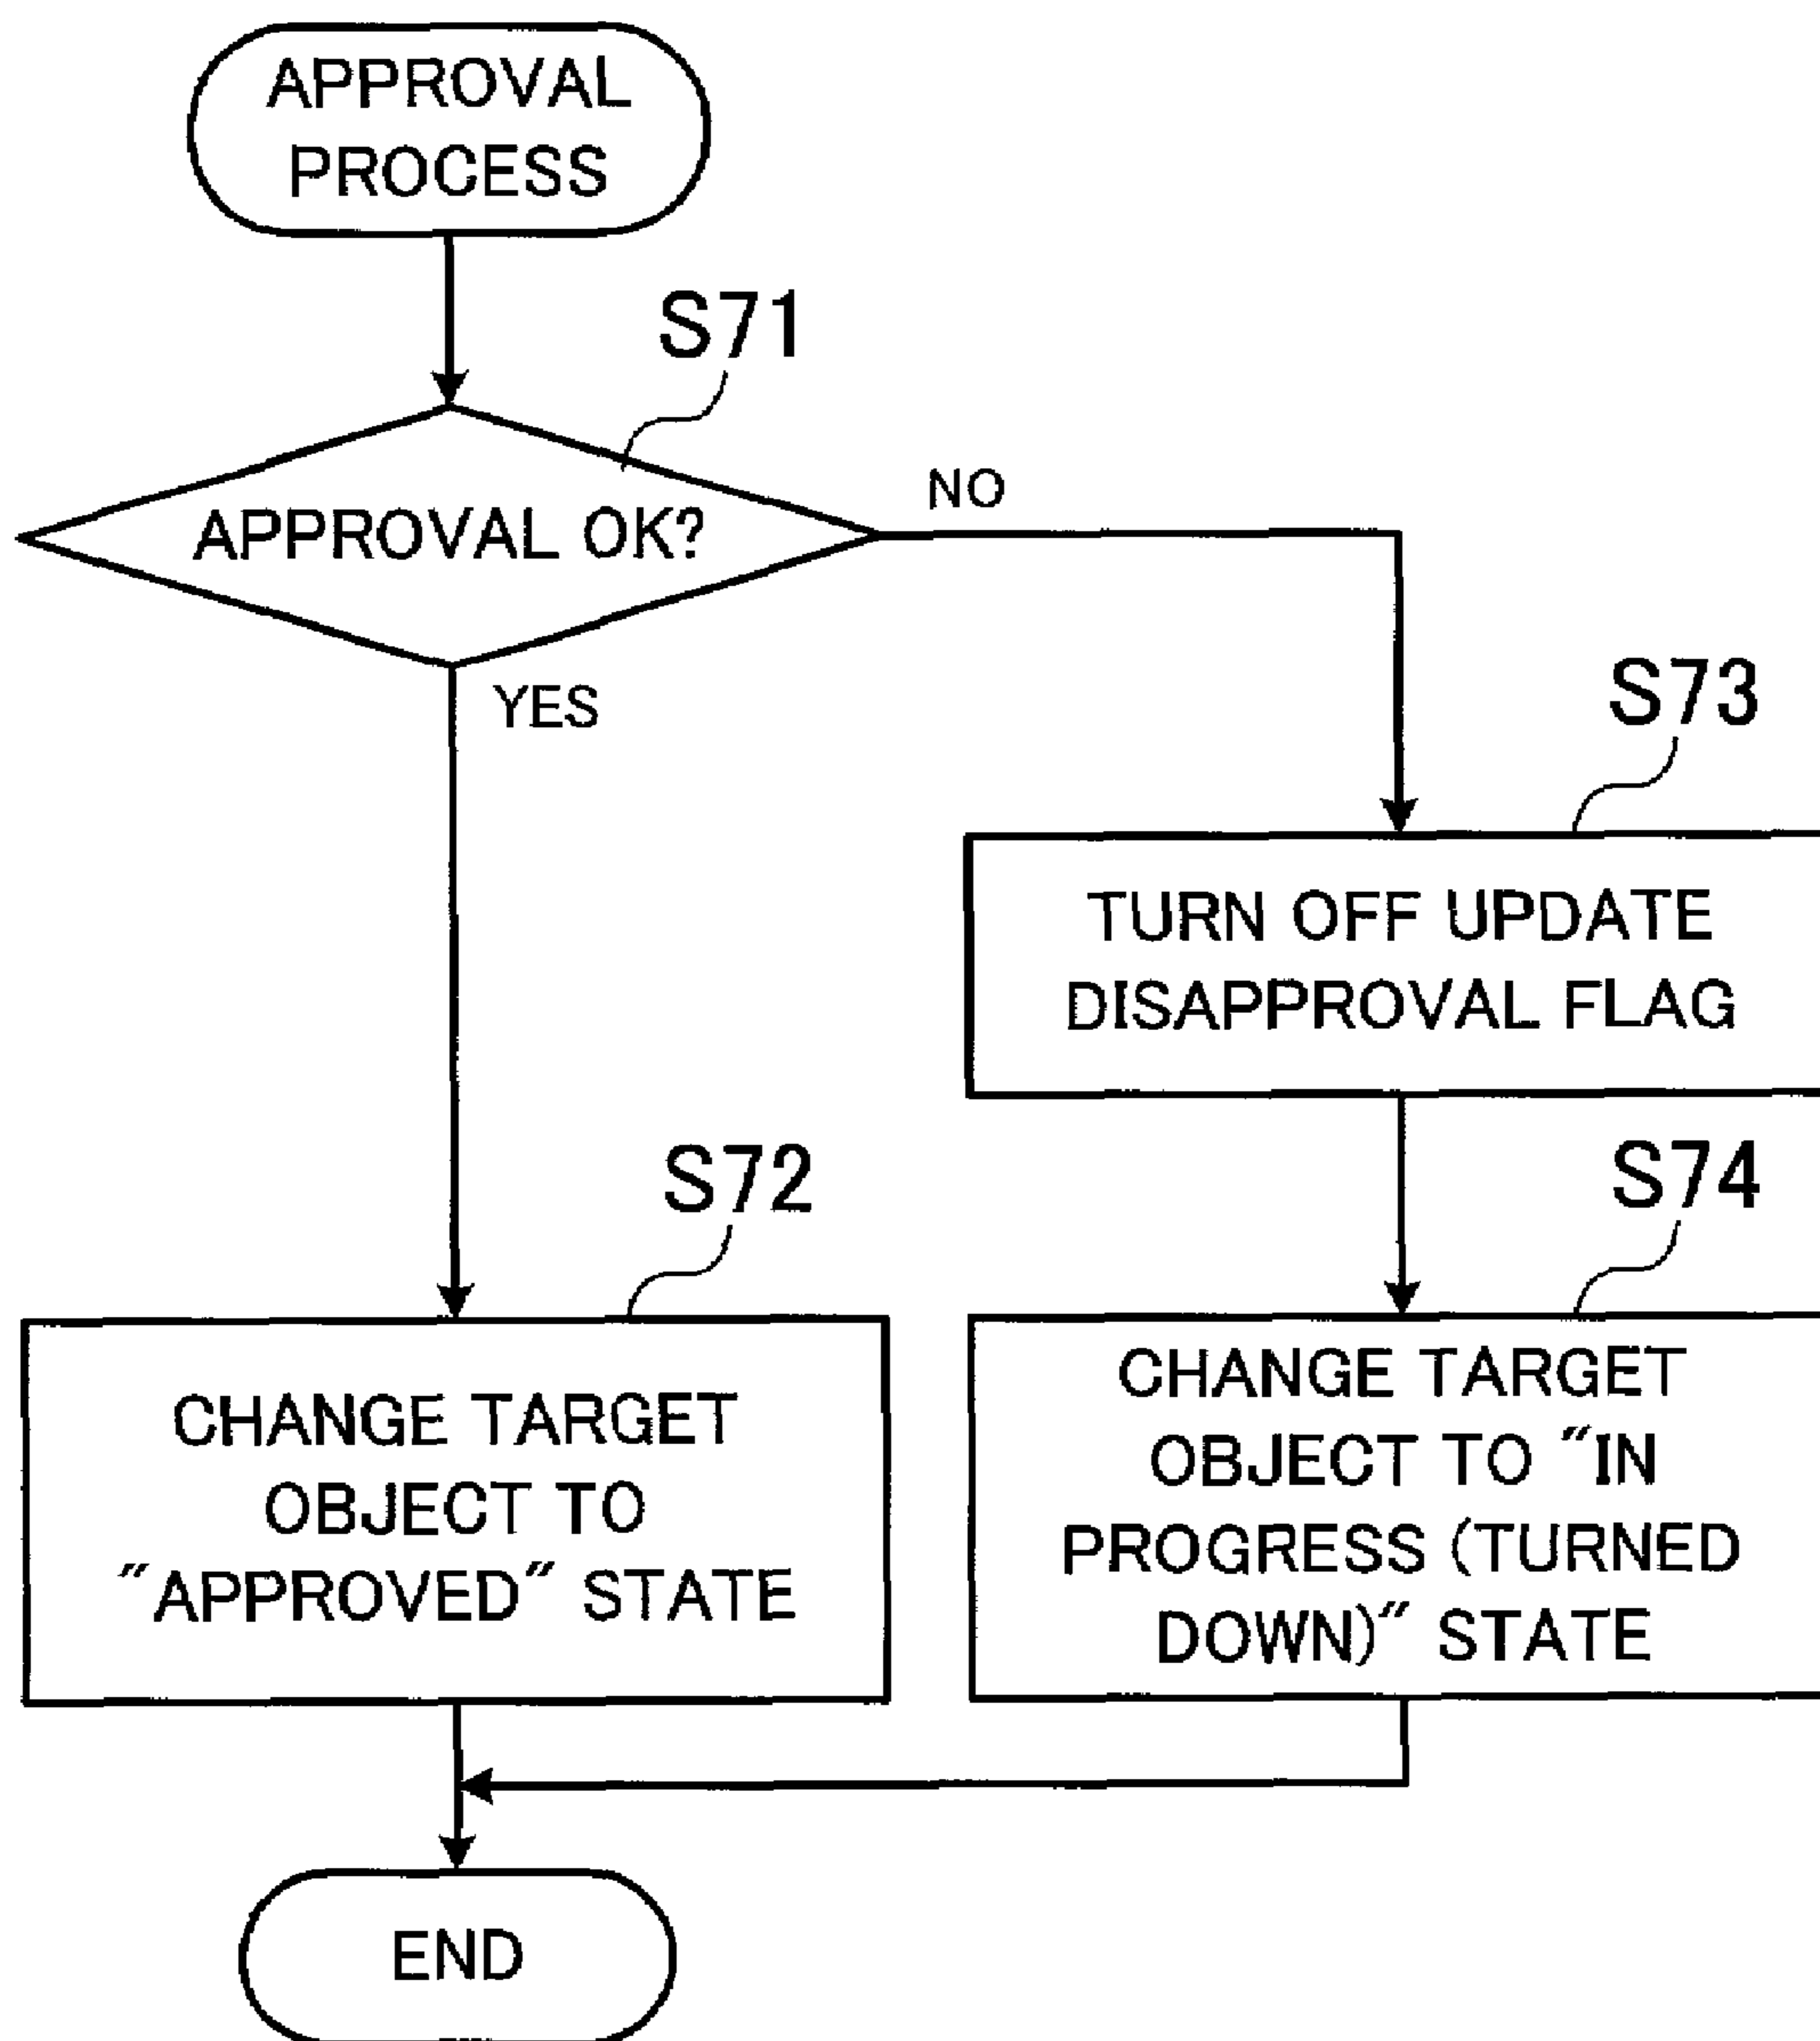 APPROVAL
PROCESS
S71
APPROVAL OK?
NO
YES
S73
TURN OFF UPDATE
DISAPPROVAL FLAG
S72
CHANGE TARGET
OBJECT TO
"APPROVED" STATE
S74
CHANGE TARGET
OBJECT TO "IN
PROGRESS (TURNED
DOWN)" STATE
END